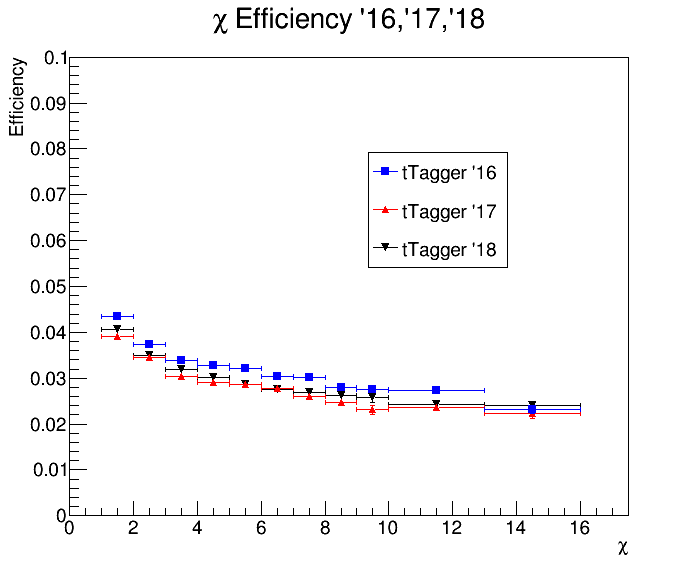 χ Efficiency '16,'17,'18
Efficiency
0.1
0.09
0.08
0.07
0.06
0.05
0.04
0.03
0.02
0.01
0
tTagger '16
tTagger '17
tTagger '18
0 2 4 6 8 10 12 14 16
χ